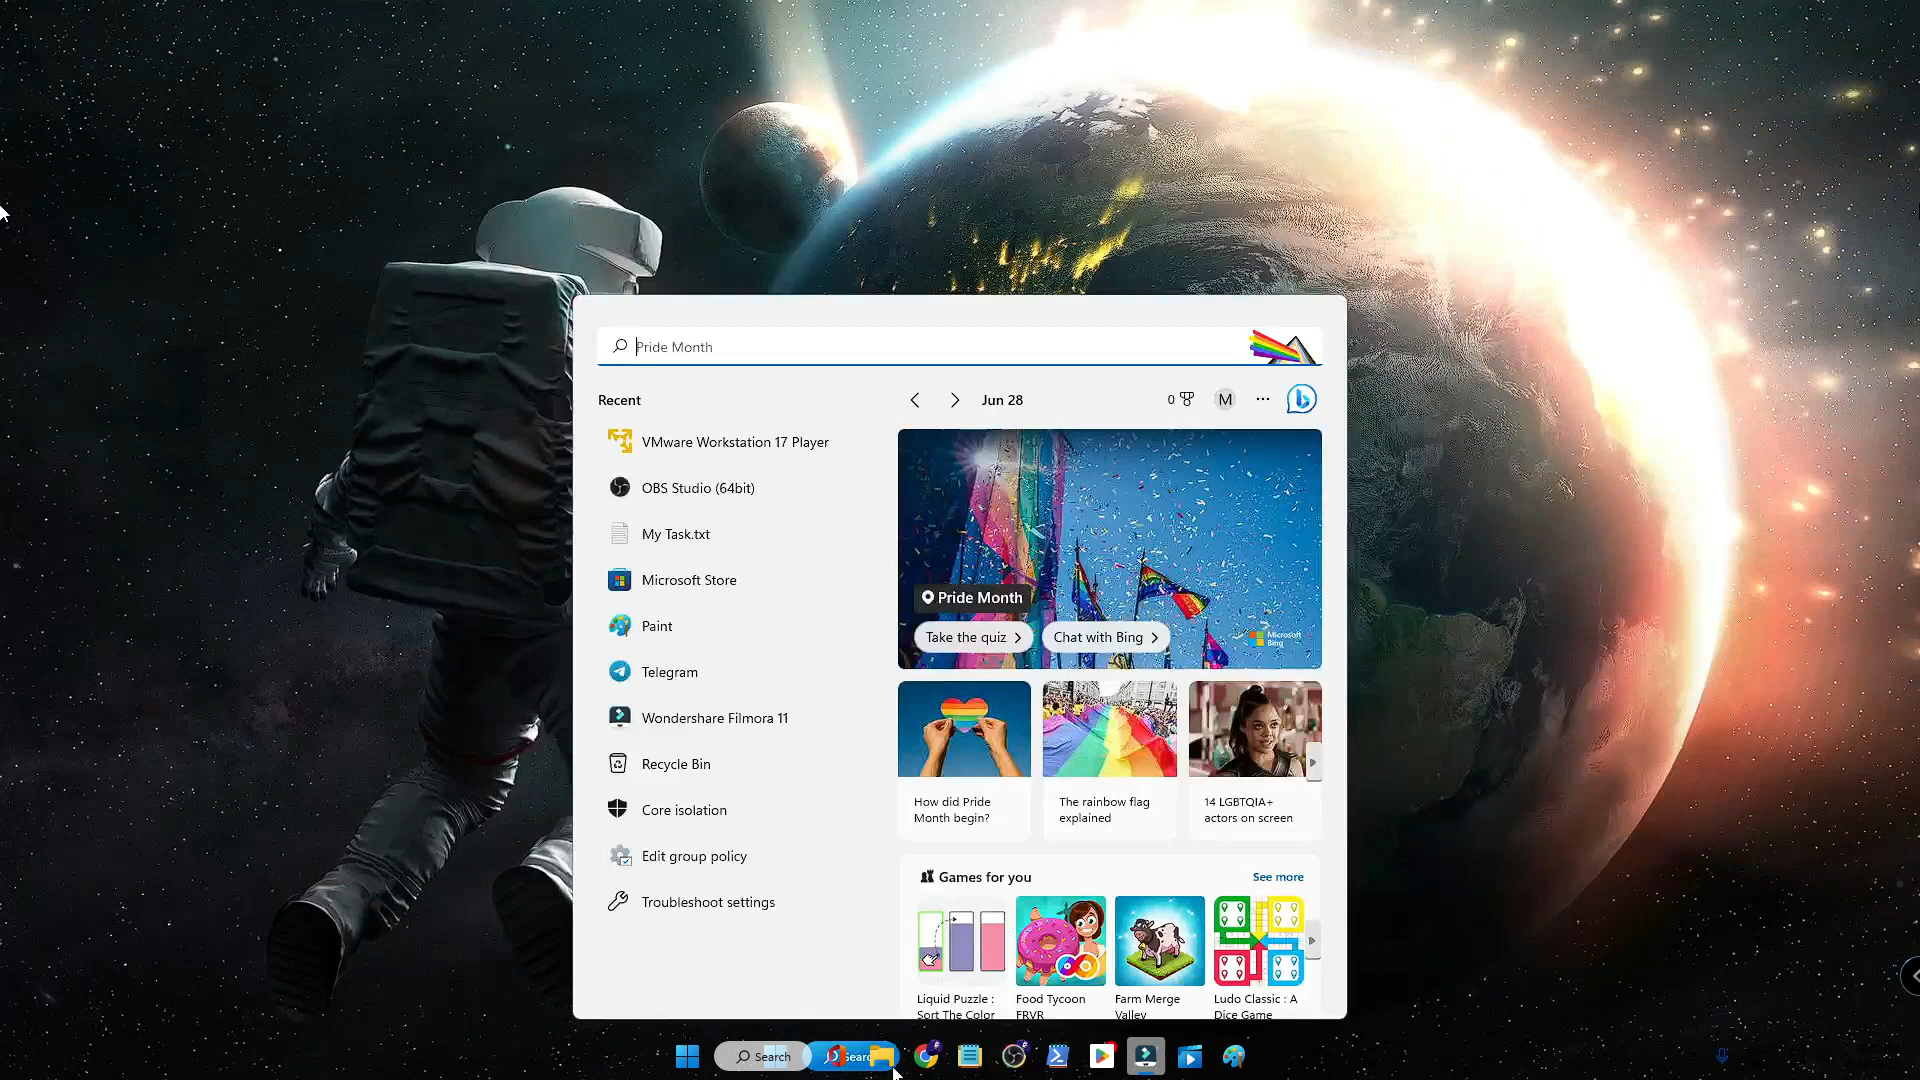 Pride Month
Recent
Jun 28
0
M
VMware Workstation 17 Player
OBS Studio (64bit)
My Task.txt
Microsoft Store
Paint
Telegram
Wondershare Filmora 11
Recycle Bin
Core isolation
Edit group policy
Troubleshoot settings
Pride Month
Take the quiz
Chat with Bing
Microsoft
Bing
How did Pride
Month begin?
The rainbow flag
explained
14 LGBTQIA+
actors on screen
Games for you
See more
Liquid Puzzle :
Sort The Color
Food Tycoon
FRVR
Farm Merge
Valley
Ludo Classic : A
Dice Game
Search